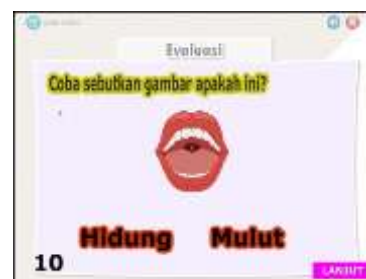 Evaluasi
Coba sebutkan gambar apakah ini?
Hidung Mulut
10
LANJUT